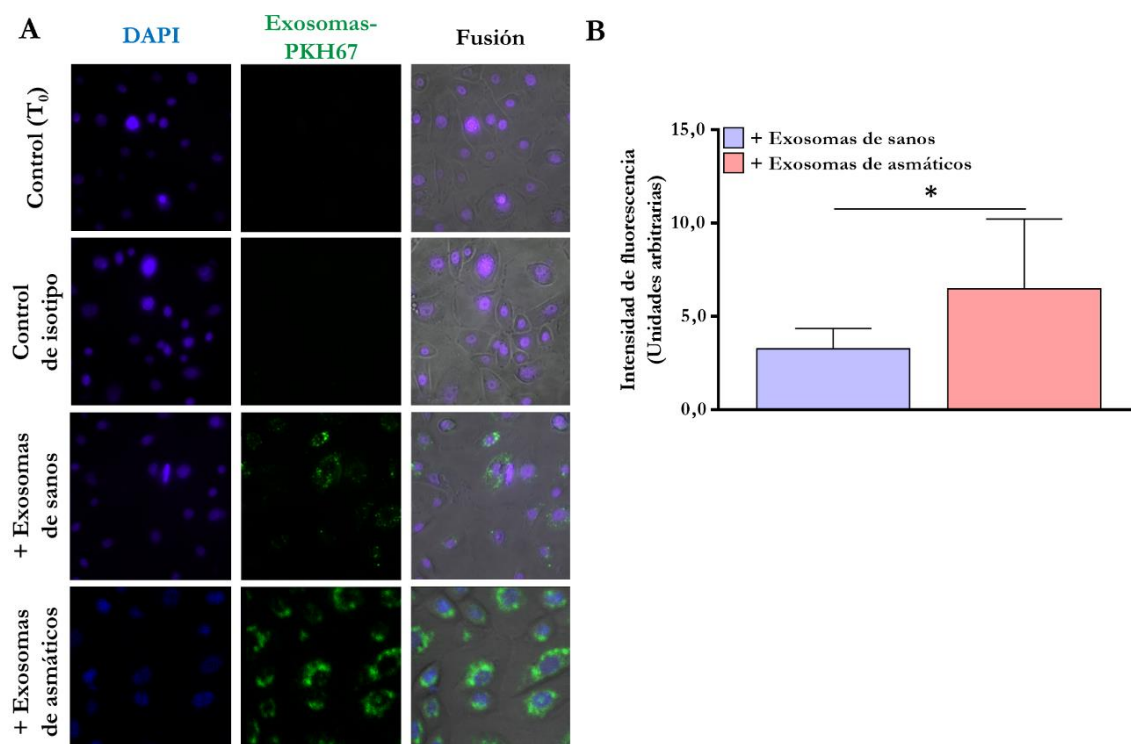 A
DAPI
Exosomas-
PKH67
Fusión
Control (T₀)
Control
de isotipo
+ Exosomas
de sanos
+ Exosomas
de asmáticos
B
Intensidad de fluorescencia
(Unidades arbitrarias)
15,0
10,0
5,0
0,0
+ Exosomas de sanos
+ Exosomas de asmáticos
*